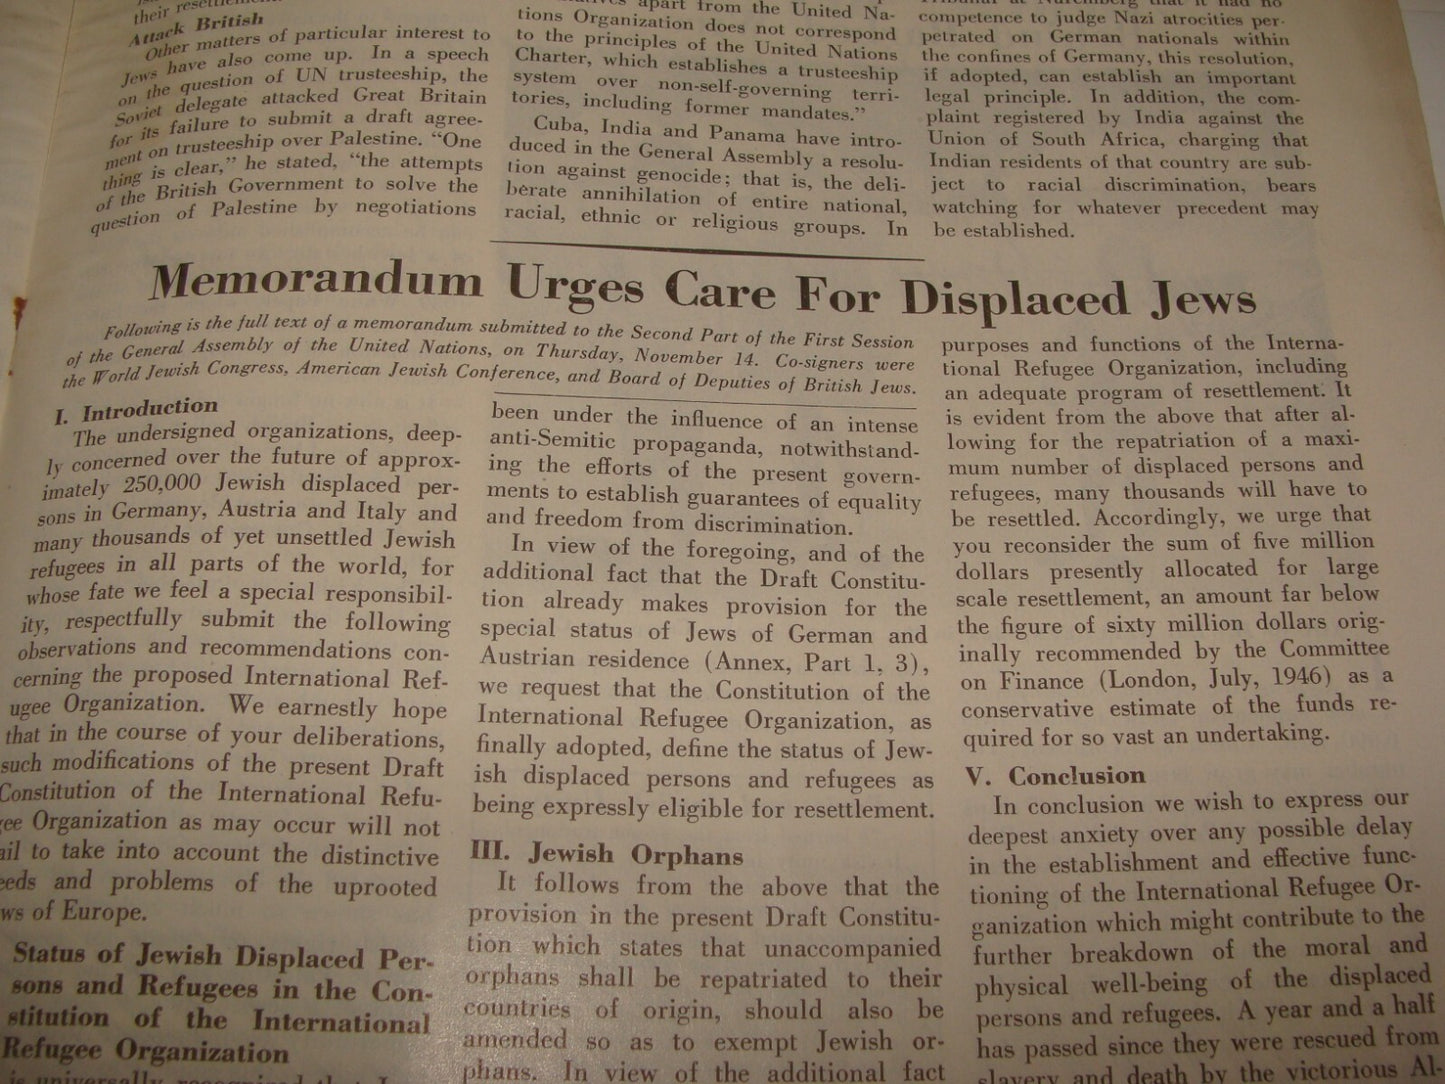 their resettlem
Attack British
Other matters of particular interest to
Jews have also come up. In a speech
on the question of UN trusteeship, the
Soviet delegate attacked Great Britain
for its failure to submit a draft agree-
ment on trusteeship over Palestine. “One
thing is clear,” he stated, “the attempts
of the British Government to solve the
question of Palestine by negotiations
apart from the United Na-
tions Organization does not correspond
to the principles of the United Nations
Charter, which establishes a trusteeship
system over non-self-governing terri-
tories, including former mandates.”
Cuba, India and Panama have intro-
duced in the General Assembly a resolu-
tion against genocide; that is, the deli-
berate annihilation of entire national,
racial, ethnic or religious groups. In
Tribunal at Nuremberg that it had no
competence to judge Nazi atrocities per-
petrated on German nationals within
the confines of Germany, this resolution,
if adopted, can establish an important
legal principle. In addition, the com-
plaint registered by India against the
Union of South Africa, charging that
Indian residents of that country are sub-
ject to racial discrimination, bears
watching for whatever precedent may
be established.
Memorandum Urges Care For Displaced Jews
Following is the full text of a memorandum submitted to the Second Part of the First Session
of the General Assembly of the United Nations, on Thursday, November 14. Co-signers were
the World Jewish Congress, American Jewish Conference, and Board of Deputies of British Jews.
I. Introduction
The undersigned organizations, deep-
ly concerned over the future of approx-
imately 250,000 Jewish displaced per-
sons in Germany, Austria and Italy and
many thousands of yet unsettled Jewish
refugees in all parts of the world, for
whose fate we feel a special responsibil-
ity, respectfully submit the following
observations and recommendations con-
cerning the proposed International Ref-
ugee Organization. We earnestly hope
that in the course of your deliberations,
such modifications of the present Draft
Constitution of the International Refu-
gee Organization as may occur will not
ail to take into account the distinctive
eeds and problems of the uprooted
ws of Europe.
Status of Jewish Displaced Per-
sons and Refugees in the Con-
stitution of the International
Refugee Organization
is universally recognized that
been under the influence of an intense
anti-Semitic propaganda, notwithstand-
ing the efforts of the present govern-
ments to establish guarantees of equality
and freedom from discrimination.
In view of the foregoing, and of the
additional fact that the Draft Constitu-
tion already makes provision for the
special status of Jews of German and
Austrian residence (Annex, Part 1, 3),
we request that the Constitution of the
International Refugee Organization, as
finally adopted, define the status of Jew-
ish displaced persons and refugees as
being expressly eligible for resettlement.
III. Jewish Orphans
It follows from the above that the
provision in the present Draft Constitu-
tion which states that unaccompanied
orphans shall be repatriated to their
countries of origin, should also be
amended so as to exempt Jewish or-
phans. In view of the additional fact
purposes and functions of the Interna-
tional Refugee Organization, including
an adequate program of resettlement. It
is evident from the above that after al-
lowing for the repatriation of a maxi-
mum number of displaced persons and
refugees, many thousands will have to
be resettled. Accordingly, we urge that
you reconsider the sum of five million
dollars presently allocated for large
scale resettlement, an amount far below
the figure of sixty million dollars orig-
inally recommended by the Committee
on Finance (London, July, 1946) as a
conservative estimate of the funds re-
quired for so vast an undertaking.
V. Conclusion
In conclusion we wish to express our
deepest anxiety over any possible delay
in the establishment and effective func-
tioning of the International Refugee Or-
ganization which might contribute to the
further breakdown of the moral and
physical well-being of the displaced
persons and refugees. A year and a half
has passed since they were rescued from
slavery and death by the victorious Al-